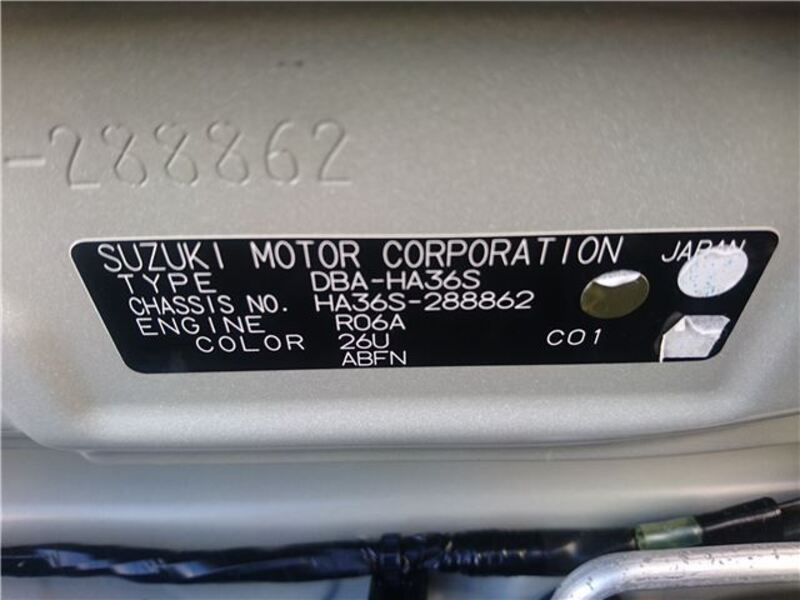 -288862
SUZUKI MOTOR CORPORATION JAPAN
TYPE DBA-HA36S
CHASSIS NO. HA36S-288862
ENGINE R06A
COLOR 26U C01
ABFN